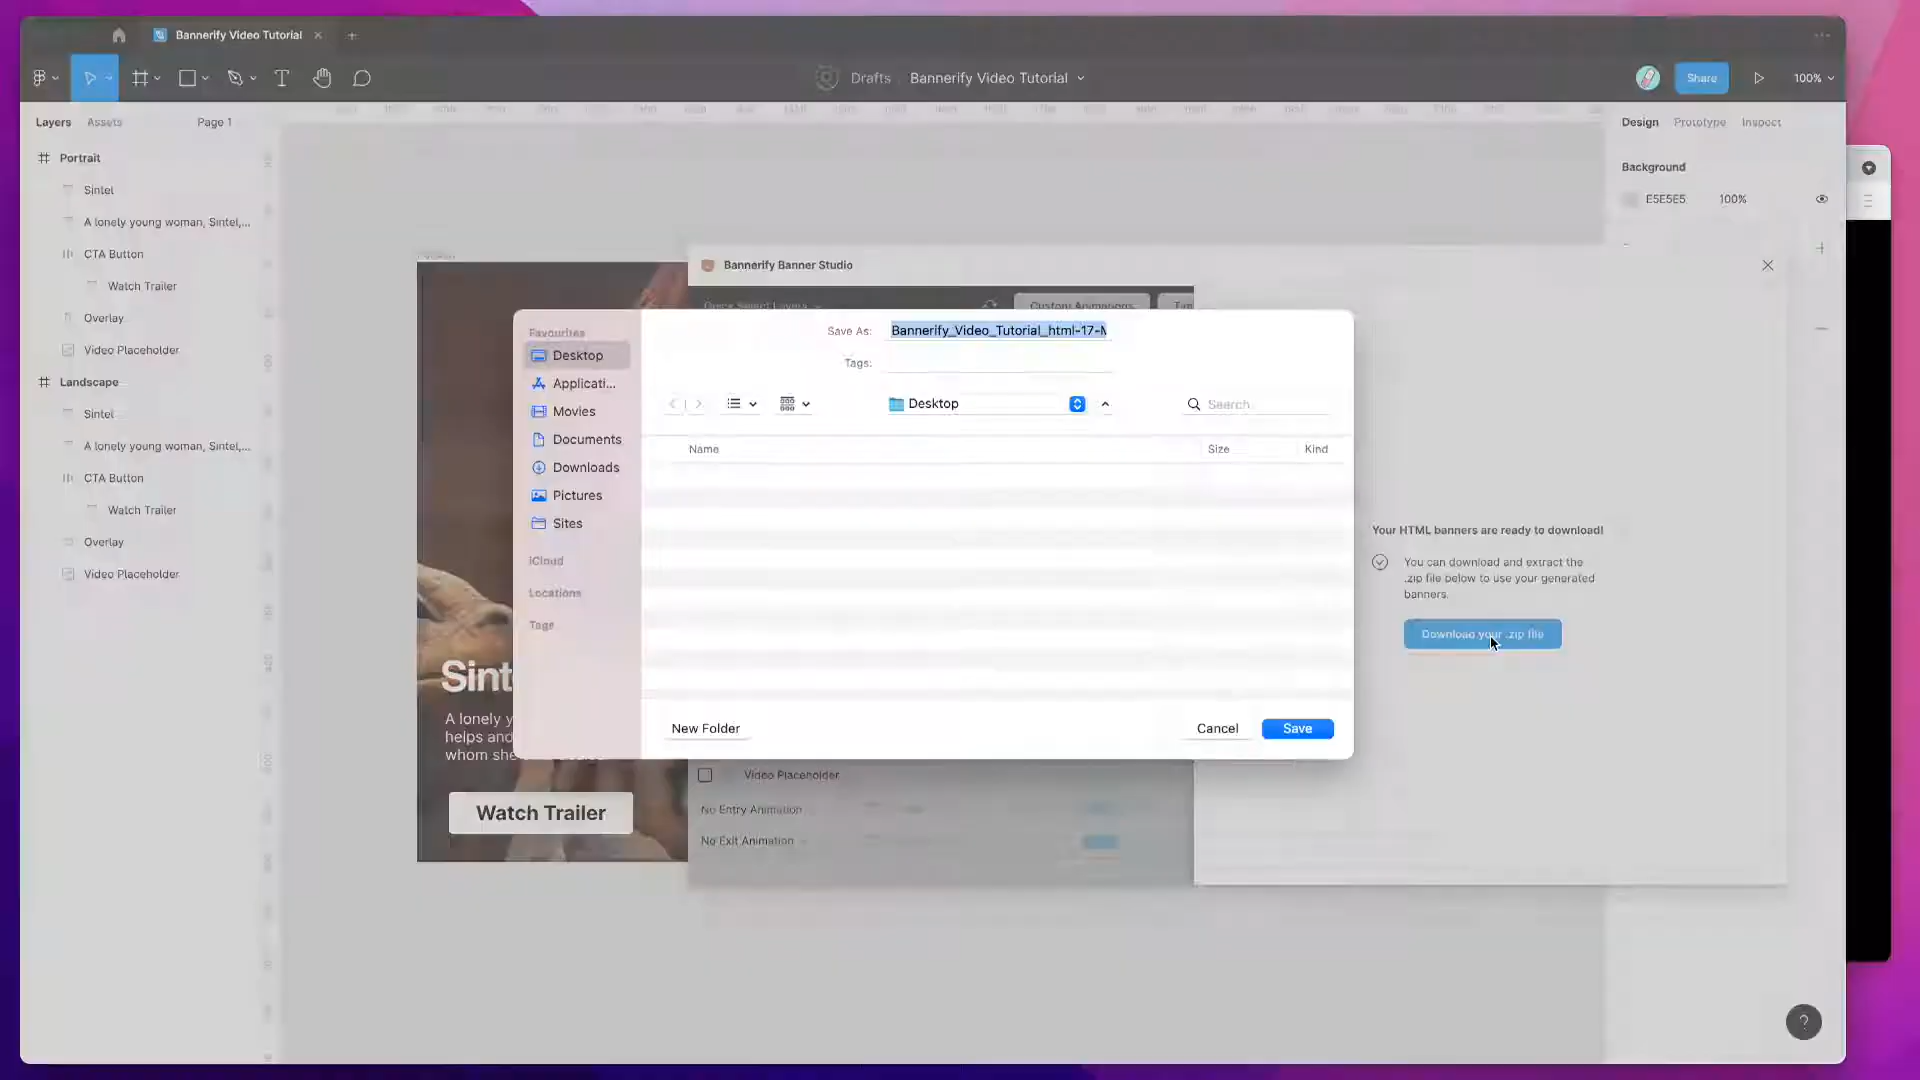 Bannerify Video Tutorial
Drafts
Bannerify Video Tutorial
Share
100%
Layers
Assets
Page 1
Portrait
Sintel
A lonely young woman, Sintel,...
CTA Button
Watch Trailer
Overlay
Video Placeholder
Landscape
Sintel
A lonely young woman, Sintel,...
CTA Button
Watch Trailer
Overlay
Video Placeholder
Design
Prototype
Inspect
Background
E5E5E5
100%
Bannerify Banner Studio
Quick Select Layers
Custom Animations
Favourites
Desktop
Applicati...
Movies
Documents
Downloads
Pictures
Sites
iCloud
Locations
Tags
Save As:
Bannerify_Video_Tutorial_html-17-M
Tags:
Desktop
Search
Name
Size
Kind
New Folder
Cancel
Save
Sint
A lonely y
helps and
whom she
Watch Trailer
Video Placeholder
No Entry Animation
No Exit Animation
Your HTML banners are ready to download!
You can download and extract the
.zip file below to use your generated
banners.
Download your .zip file
?